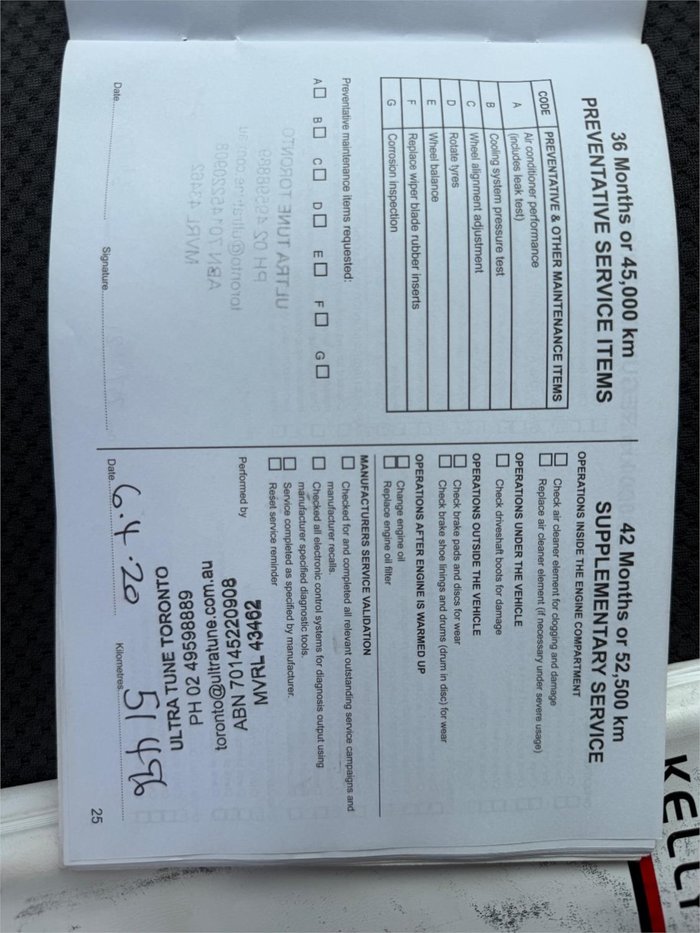 36 Months or 45,000 km
PREVENTATIVE SERVICE ITEMS
CODE PREVENTATIVE & OTHER MAINTENANCE ITEMS
A Air conditioner performance
(includes leak test)
B Cooling system pressure test
C Wheel alignment adjustment
D Rotate tyres
E Wheel balance
F Replace wiper blade rubber inserts
G Corrosion inspection
Preventative maintenance items requested:
A B C D E F G
Date Signature
42 Months or 52,500 km
SUPPLEMENTARY SERVICE
OPERATIONS INSIDE THE ENGINE COMPARTMENT
Check air cleaner element for clogging and damage
Replace air cleaner element (if necessary under severe usage)
OPERATIONS UNDER THE VEHICLE
Check driveshaft boots for damage
OPERATIONS OUTSIDE THE VEHICLE
Check brake pads and discs for wear
Check brake shoe linings and drums (drum in disc) for wear
OPERATIONS AFTER ENGINE IS WARMED UP
Change engine oil
Replace engine oil filter
MANUFACTURERS SERVICE VALIDATION
Checked for and completed all relevant outstanding service campaigns and
manufacturer recalls.
Checked all electronic control systems for diagnosis output using
manufacturer specified diagnostic tools.
Service completed as specified by manufacturer.
Reset service reminder
Performed by
MVRL 43462
ABN 70145220908
toronto@ultratune.com.au
PH 02 49598889
ULTRA TUNE TORONTO
Date 6.4.20 Kilometres 51498
25
KELLY